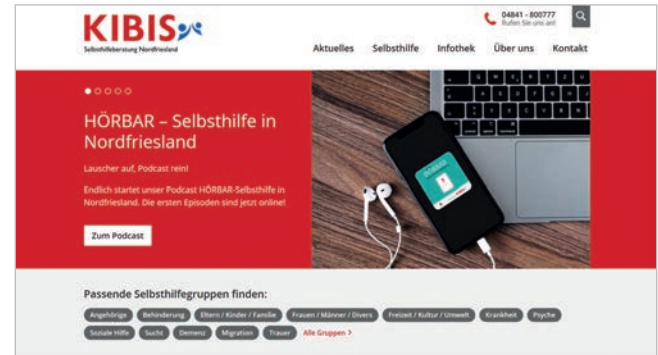 KIBIS
Selbsthilfeberatung Nordfriesland
04841 - 800777
Rufen Sie uns an!
Aktuelles Selbsthilfe Infothek Über uns Kontakt
HÖRBAR – Selbsthilfe in
Nordfriesland
Lauscher auf, Podcast rein!
Endlich startet unser Podcast HÖRBAR-Selbsthilfe in
Nordfriesland. Die ersten Episoden sind jetzt online!
Zum Podcast
HÖRBAR
Passende Selbsthilfegruppen finden:
Angehörige Behinderung Eltern / Kinder / Familie Frauen / Männer / Divers Freizeit / Kultur / Umwelt Krankheit Psyche
Soziale Hilfe Sucht Demenz Migration Trauer Alle Gruppen >